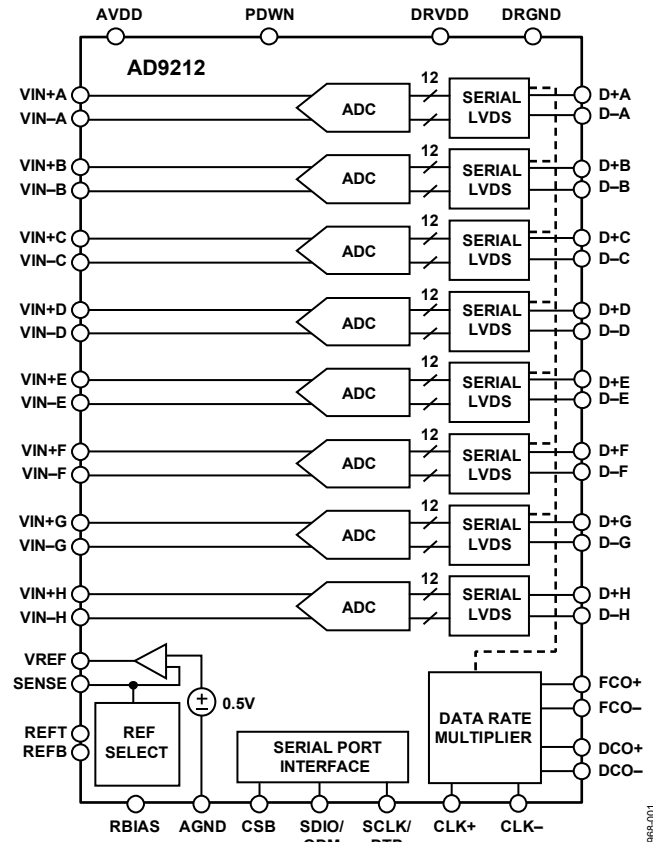 AVDD PDWN DRVDD DRGND
AD9212
12
VIN+A ADC SERIAL D+A
VIN–A LVDS D–A
12
VIN+B ADC SERIAL D+B
VIN–B LVDS D–B
12
VIN+C ADC SERIAL D+C
VIN–C LVDS D–C
12
VIN+D ADC SERIAL D+D
VIN–D LVDS D–D
12
VIN+E ADC SERIAL D+E
VIN–E LVDS D–E
12
VIN+F ADC SERIAL D+F
VIN–F LVDS D–F
12
VIN+G ADC SERIAL D+G
VIN–G LVDS D–G
12
VIN+H ADC SERIAL D+H
VIN–H LVDS D–H
VREF
SENSE
REFT
REFB
REF
SELECT
+
–
0.5V
SERIAL PORT
INTERFACE
DATA RATE
MULTIPLIER
FCO+
FCO–
DCO+
DCO–
RBIAS AGND CSB SDIO/ SCLK/ CLK+ CLK–
968-001